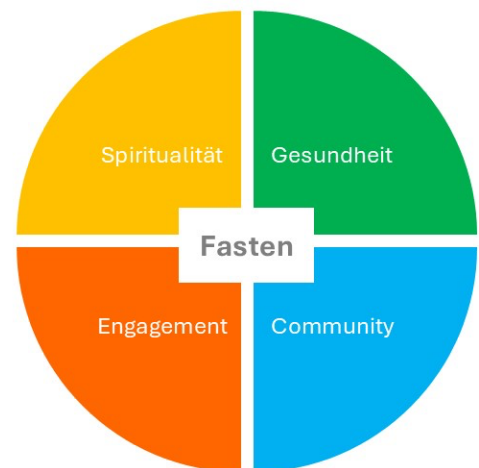 Spiritualität
Gesundheit
Fasten
Engagement
Community